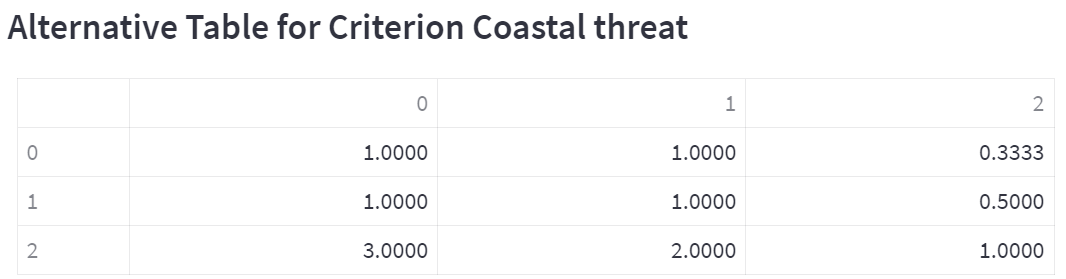 Alternative Table for Criterion Coastal threat
0 1 2
0 1.0000 1.0000 0.3333
1 1.0000 1.0000 0.5000
2 3.0000 2.0000 1.0000